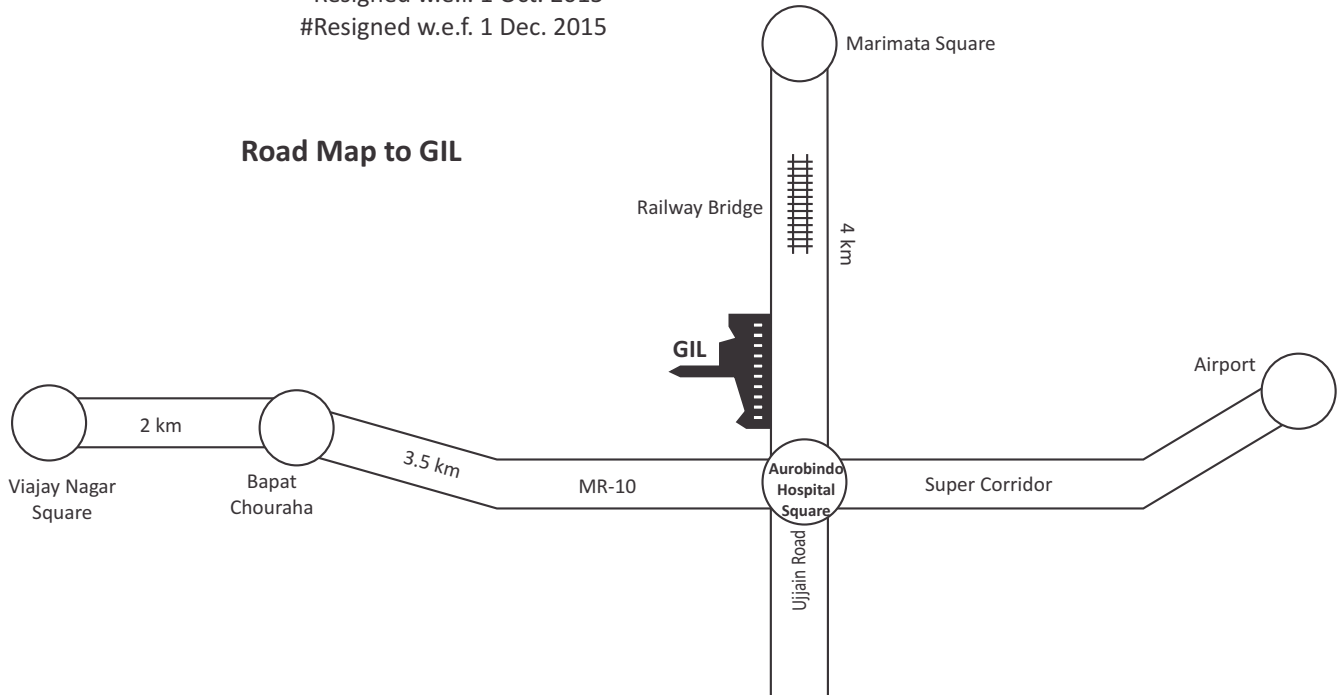 #Resigned w.e.f. 1 Dec. 2015
Marimata Square
Road Map to GIL
Railway Bridge
4 km
GIL
Airport
2 km
3.5 km
Viajay Nagar
Square
Bapat
Chouraha
MR-10
Aurobindo
Hospital
Square
Super Corridor
Ujjain Road